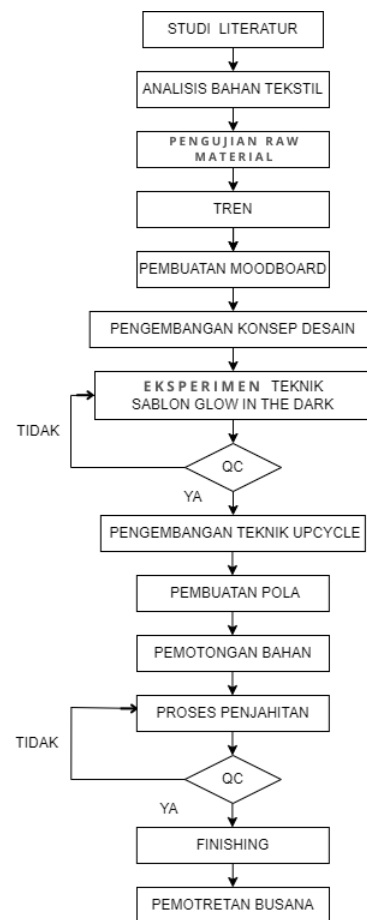 STUDI LITERATUR
ANALISIS BAHAN TEKSTIL
PENGUJIAN RAW
MATERIAL
TREN
PEMBUATAN MOODBOARD
PENGEMBANGAN KONSEP DESAIN
EKSPERIMEN TEKNIK
SABLON GLOW IN THE DARK
TIDAK
QC
YA
PENGEMBANGAN TEKNIK UPCYCLE
PEMBUATAN POLA
PEMOTONGAN BAHAN
PROSES PENJAHITAN
TIDAK
QC
YA
FINISHING
PEMOTRETAN BUSANA